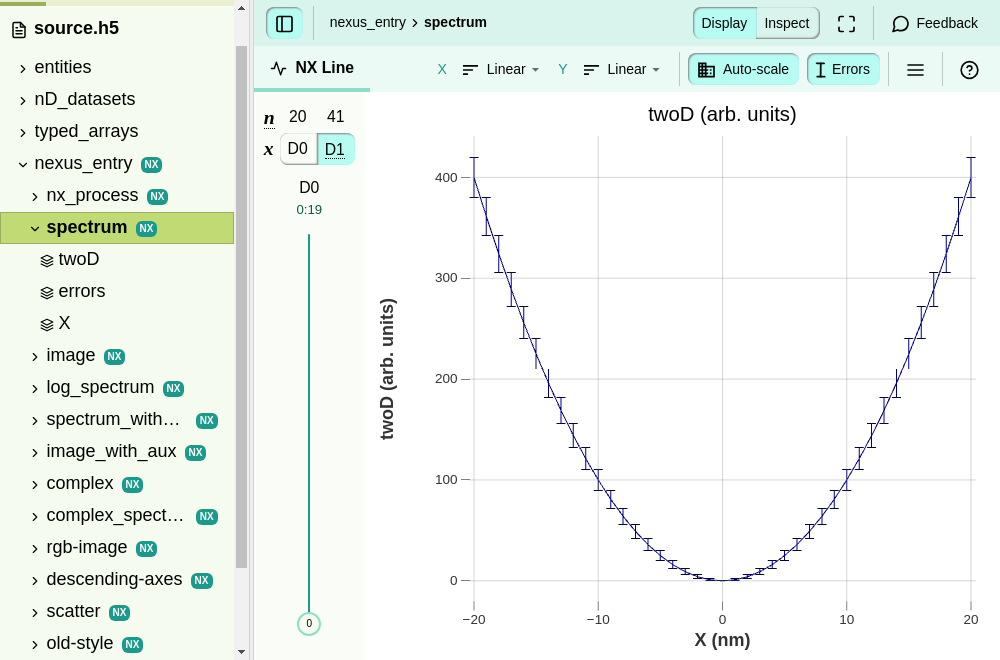 source.h5
entities
nD_datasets
typed_arrays
nexus_entry NX
nx_process NX
spectrum NX
twoD
errors
X
image NX
log_spectrum NX
spectrum_with… NX
image_with_aux NX
complex NX
complex_spect… NX
rgb-image NX
descending-axes NX
scatter NX
old-style NX
nexus_entry › spectrum
Display Inspect
Feedback
NX Line
X Linear Y Linear
Auto-scale Errors
n 20 41
x D0 D1
D0
0:19
0
twoD (arb. units)
twoD (arb. units)
400
300
200
100
0
−20 −10 0 10 20
X (nm)